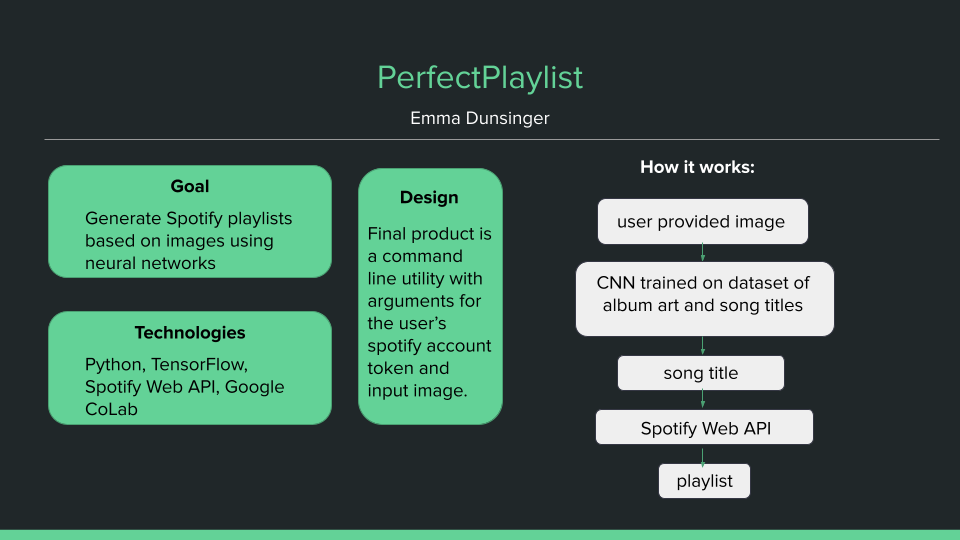 PerfectPlaylist
Emma Dunsinger
Goal
Generate Spotify playlists
based on images using
neural networks
Technologies
Python, TensorFlow,
Spotify Web API, Google
CoLab
Design
Final product is
a command
line utility with
arguments for
the user’s
spotify account
token and
input image.
How it works:
user provided image
CNN trained on dataset of
album art and song titles
song title
Spotify Web API
playlist